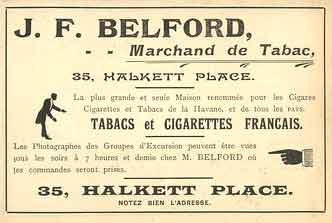 J. F. BELFORD,
- - Marchand de Tabac,
35, HALKETT PLACE.
La plus grande et seule Maison renommée pour les Cigares
Cigarettes et Tabacs de la Havane, et de tous les pays.
TABACS et CIGARETTES FRANCAIS.
Les Photographes des Groupes d'Excursion peuvent être vues
tous les soirs à 7 heures et demie chez M. BELFORD où
les commandes seront prises.
35, HALKETT PLACE.
NOTEZ BIEN L'ADRESSE.